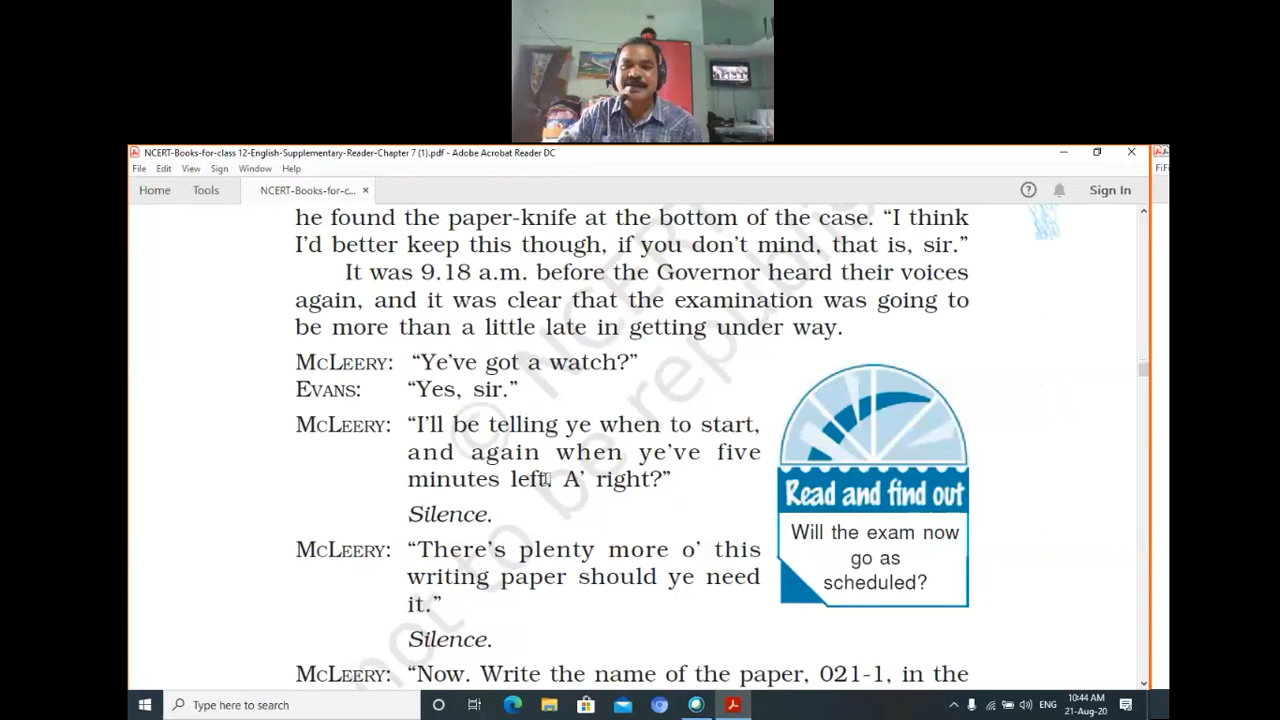 NCERT-Books-for-class 12-English-Supplementary-Reader-Chapter 7 (1).pdf - Adobe Acrobat Reader DC
File Edit View Sign Window Help
Home Tools NCERT-Books-for-c... × Sign In
FiF
he found the paper-knife at the bottom of the case. “I think
I’d better keep this though, if you don’t mind, that is, sir.”
It was 9.18 a.m. before the Governor heard their voices
again, and it was clear that the examination was going to
be more than a little late in getting under way.
MCLEERY: “Ye’ve got a watch?”
EVANS: “Yes, sir.”
MCLEERY: “I’ll be telling ye when to start,
and again when ye’ve five
minutes left. A’ right?”
Silence.
MCLEERY: “There’s plenty more o’ this
writing paper should ye need
it.”
Silence.
MCLEERY: “Now. Write the name of the paper, 021-1, in the
Read and find out
Will the exam now
go as
scheduled?
© NCERT
not to be republished
Type here to search
ENG
10:44 AM
21-Aug-20